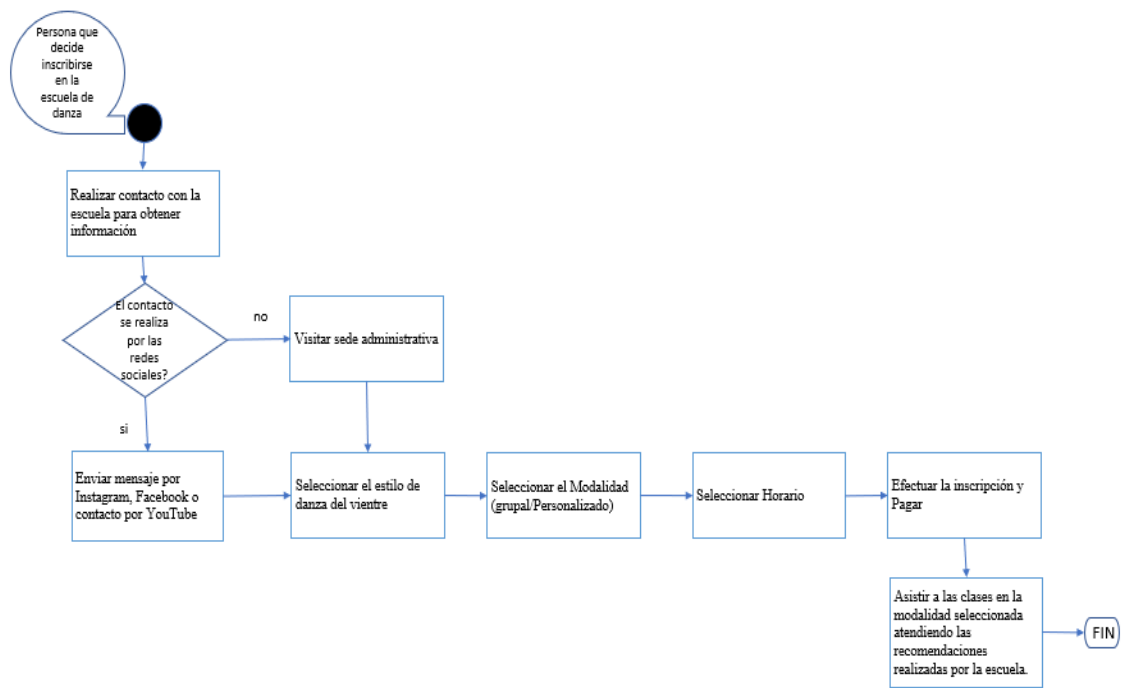 Persona que
decide
inscribirse
en la
escuela de
danza
Realizar contacto con la
escuela para obtener
información
El contacto
se realiza
por las
redes
sociales?
no
Visitar sede administrativa
si
Enviar mensaje por
Instagram, Facebook o
contacto por YouTube
Seleccionar el estilo de
danza del vientre
Seleccionar el Modalidad
(grupal/Personalizado)
Seleccionar Horario
Efectuar la inscripción y
Pagar
Asistir a las clases en la
modalidad seleccionada
atendiendo las
recomendaciones
realizadas por la escuela.
FIN